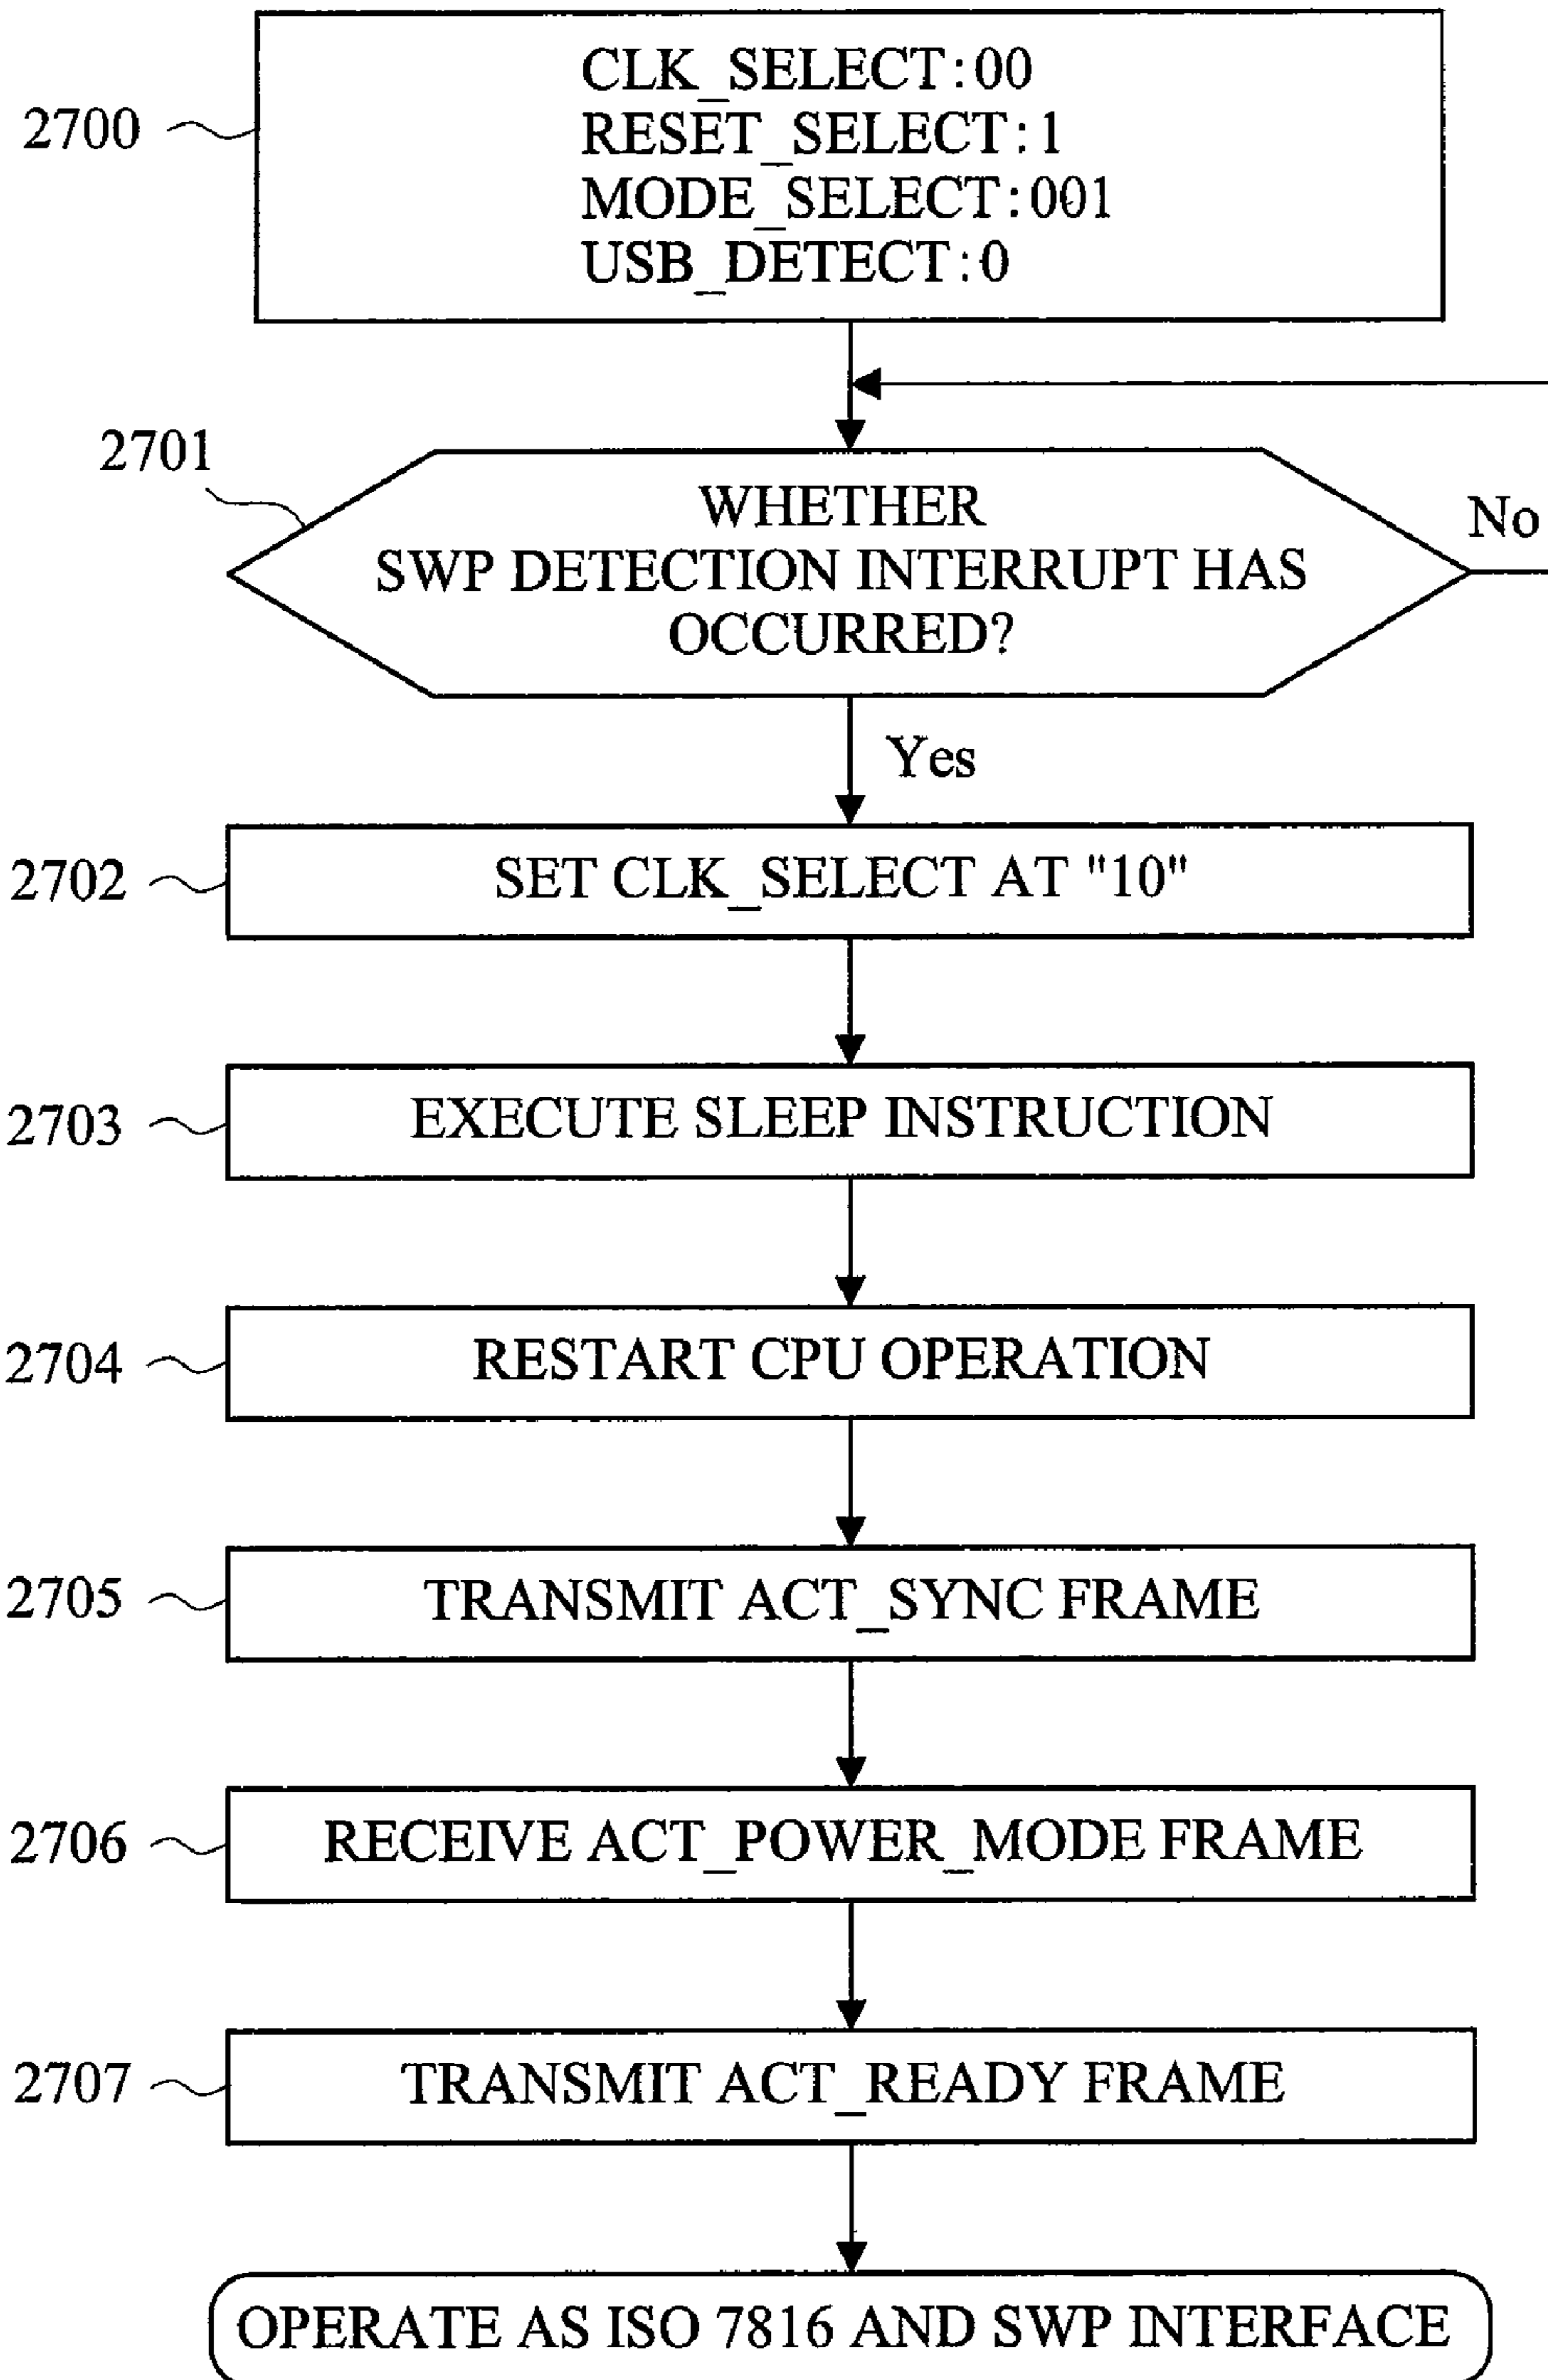 2700
CLK_SELECT:00
RESET_SELECT:1
MODE_SELECT:001
USB_DETECT:0
2701
WHETHER
SWP DETECTION INTERRUPT HAS
OCCURRED?
No
Yes
2702
SET CLK_SELECT AT "10"
2703
EXECUTE SLEEP INSTRUCTION
2704
RESTART CPU OPERATION
2705
TRANSMIT ACT_SYNC FRAME
2706
RECEIVE ACT_POWER_MODE FRAME
2707
TRANSMIT ACT_READY FRAME
OPERATE AS ISO 7816 AND SWP INTERFACE